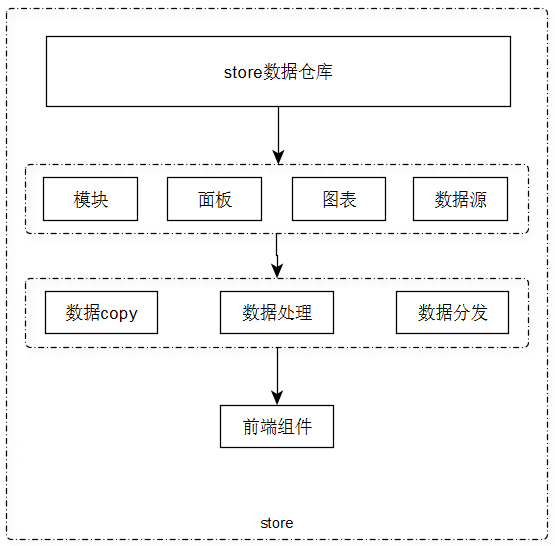 store数据仓库
模块
面板
图表
数据源
数据copy
数据处理
数据分发
前端组件
store